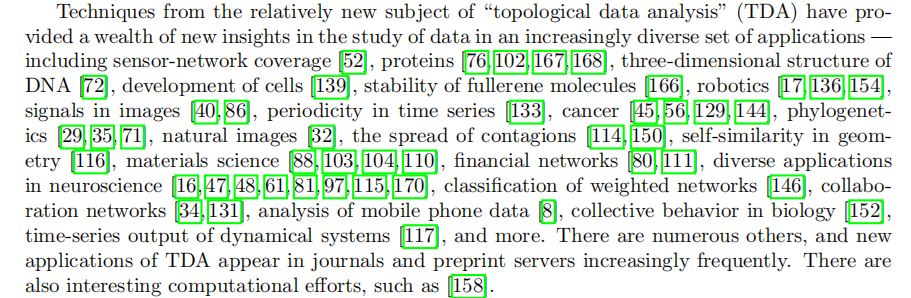 Techniques from the relatively new subject of “topological data analysis” (TDA) have pro-
vided a wealth of new insights in the study of data in an increasingly diverse set of applications —
including sensor-network coverage [52], proteins [76,102,167,168], three-dimensional structure of
DNA [72], development of cells [139], stability of fullerene molecules [166], robotics [17,136,154],
signals in images [40,86], periodicity in time series [133], cancer [45,56,129,144], phylogenet-
ics [29,35,71], natural images [32], the spread of contagions [114,150], self-similarity in geom-
etry [116], materials science [88,103,104,110], financial networks [80,111], diverse applications
in neuroscience [16,47,48,61,81,97,115,170], classification of weighted networks [146], collabo-
ration networks [34,131], analysis of mobile phone data [8], collective behavior in biology [152],
time-series output of dynamical systems [117], and more. There are numerous others, and new
applications of TDA appear in journals and preprint servers increasingly frequently. There are
also interesting computational efforts, such as [158].